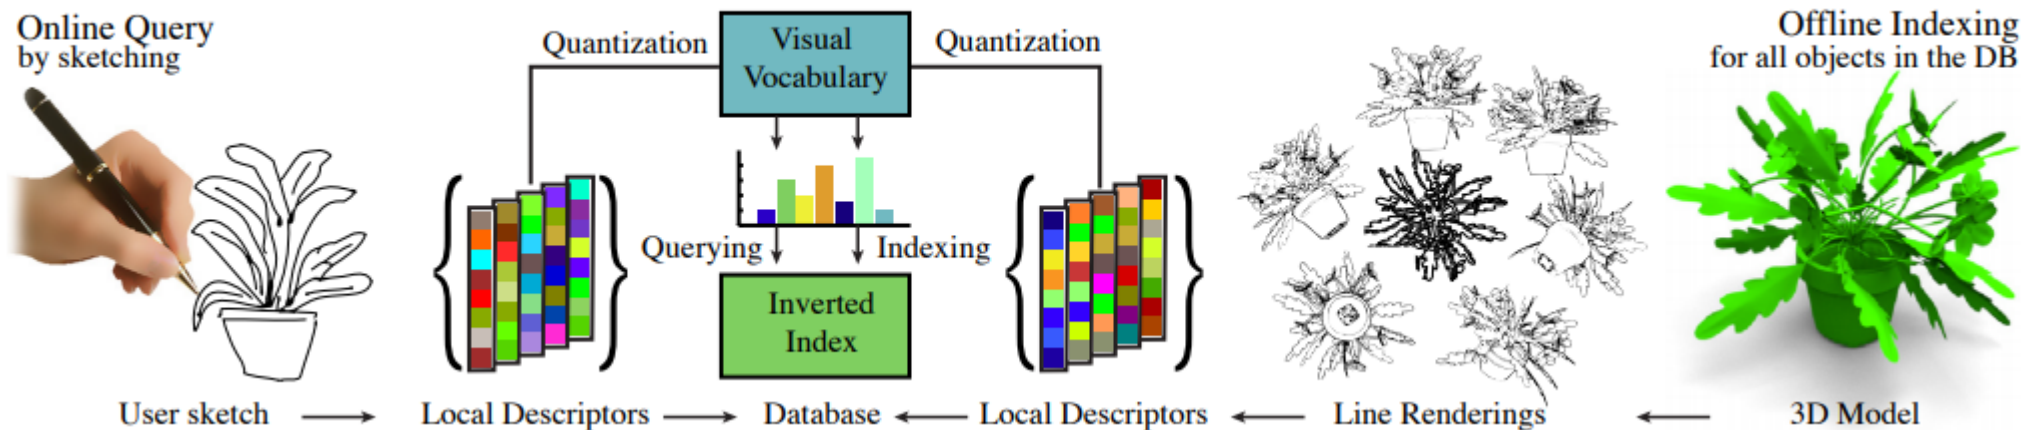 Online Query
by sketching
Quantization
Visual
Vocabulary
Quantization
Offline Indexing
for all objects in the DB
Querying
Indexing
Inverted
Index
User sketch
Local Descriptors
Database
Local Descriptors
Line Renderings
3D Model